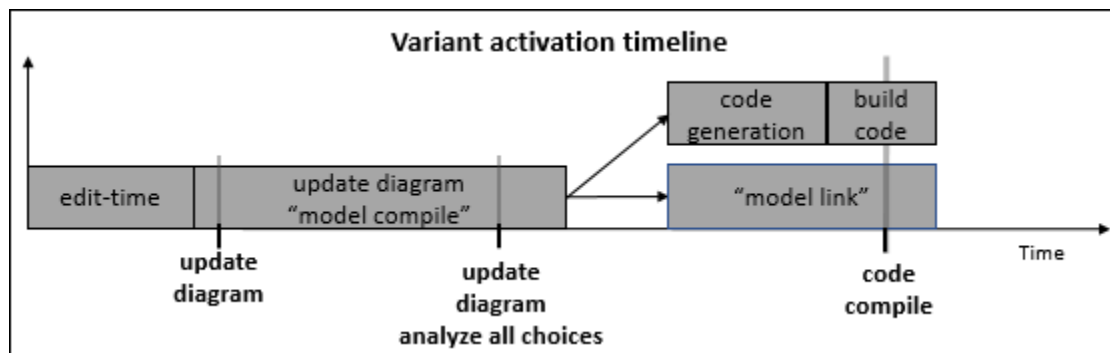 Variant activation timeline
code
generation
build
code
edit-time
update diagram
“model compile”
“model link”
Time
update
diagram
update
diagram
analyze all choices
code
compile